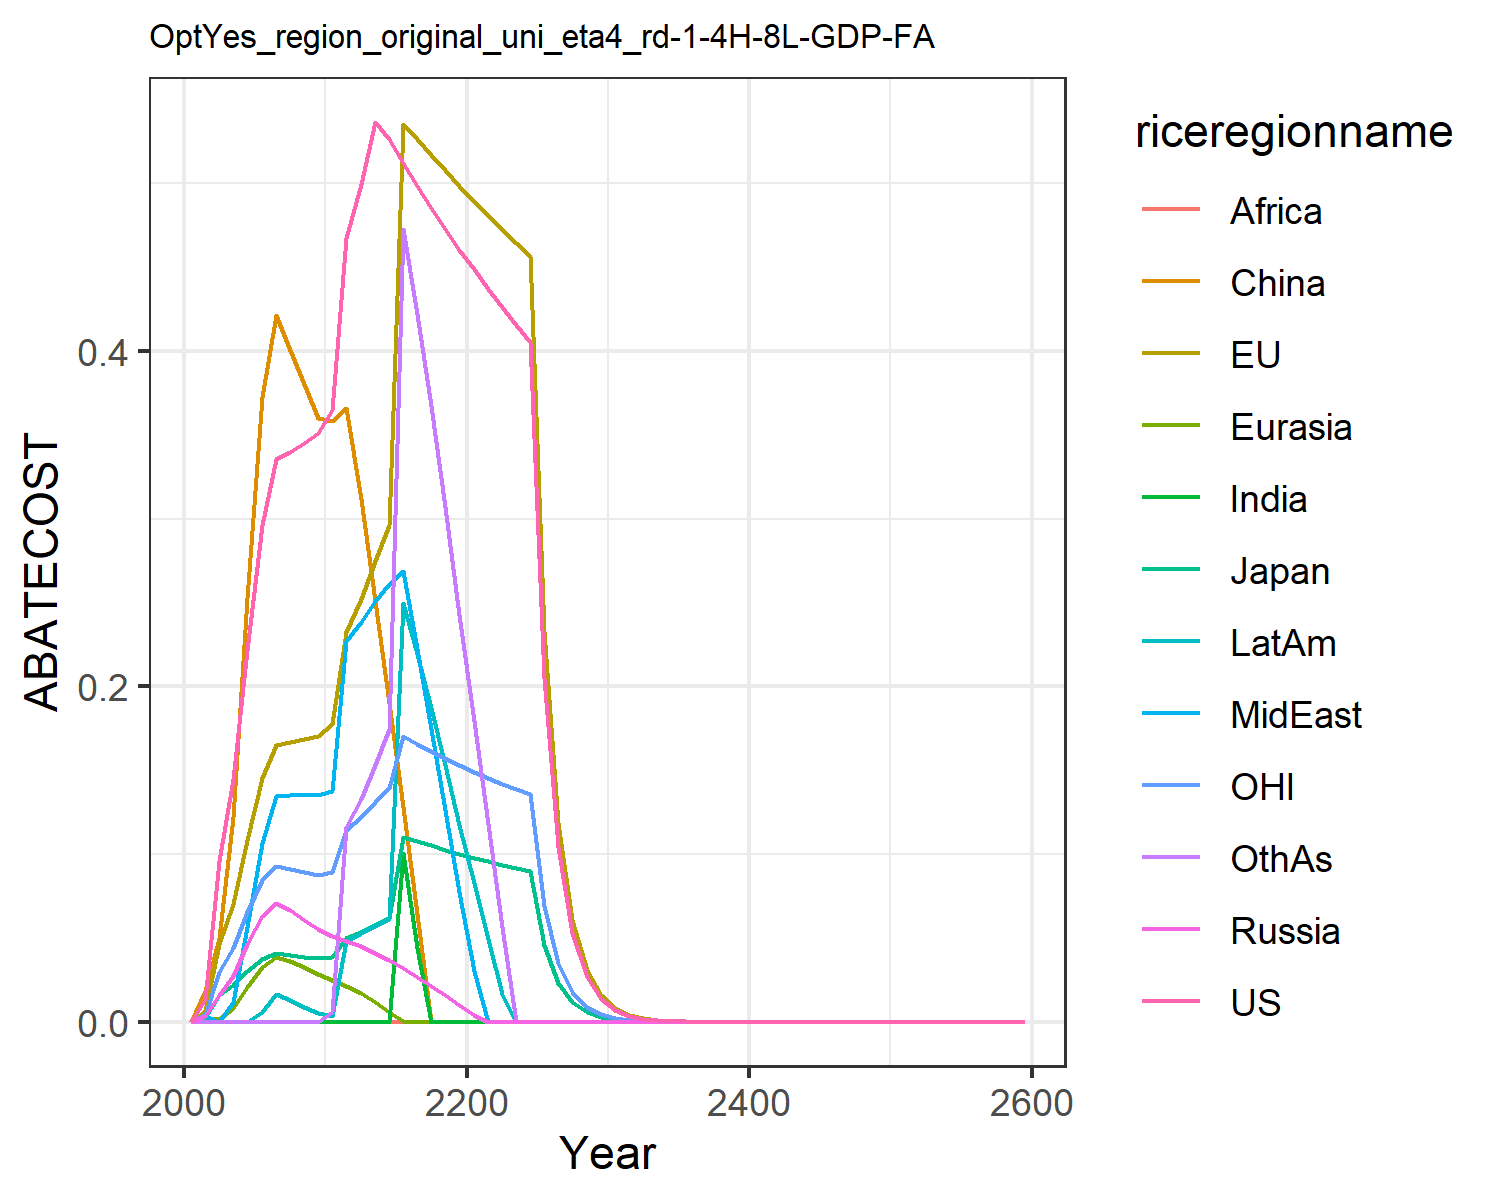 OptYes_region_original_uni_eta4_rd-1-4H-8L-GDP-FA
riceregionname
Africa
China
EU
Eurasia
India
Japan
LatAm
MidEast
OHI
OthAs
Russia
US
ABATECOST
0.4
0.2
0.0
2000 2200 2400 2600
Year